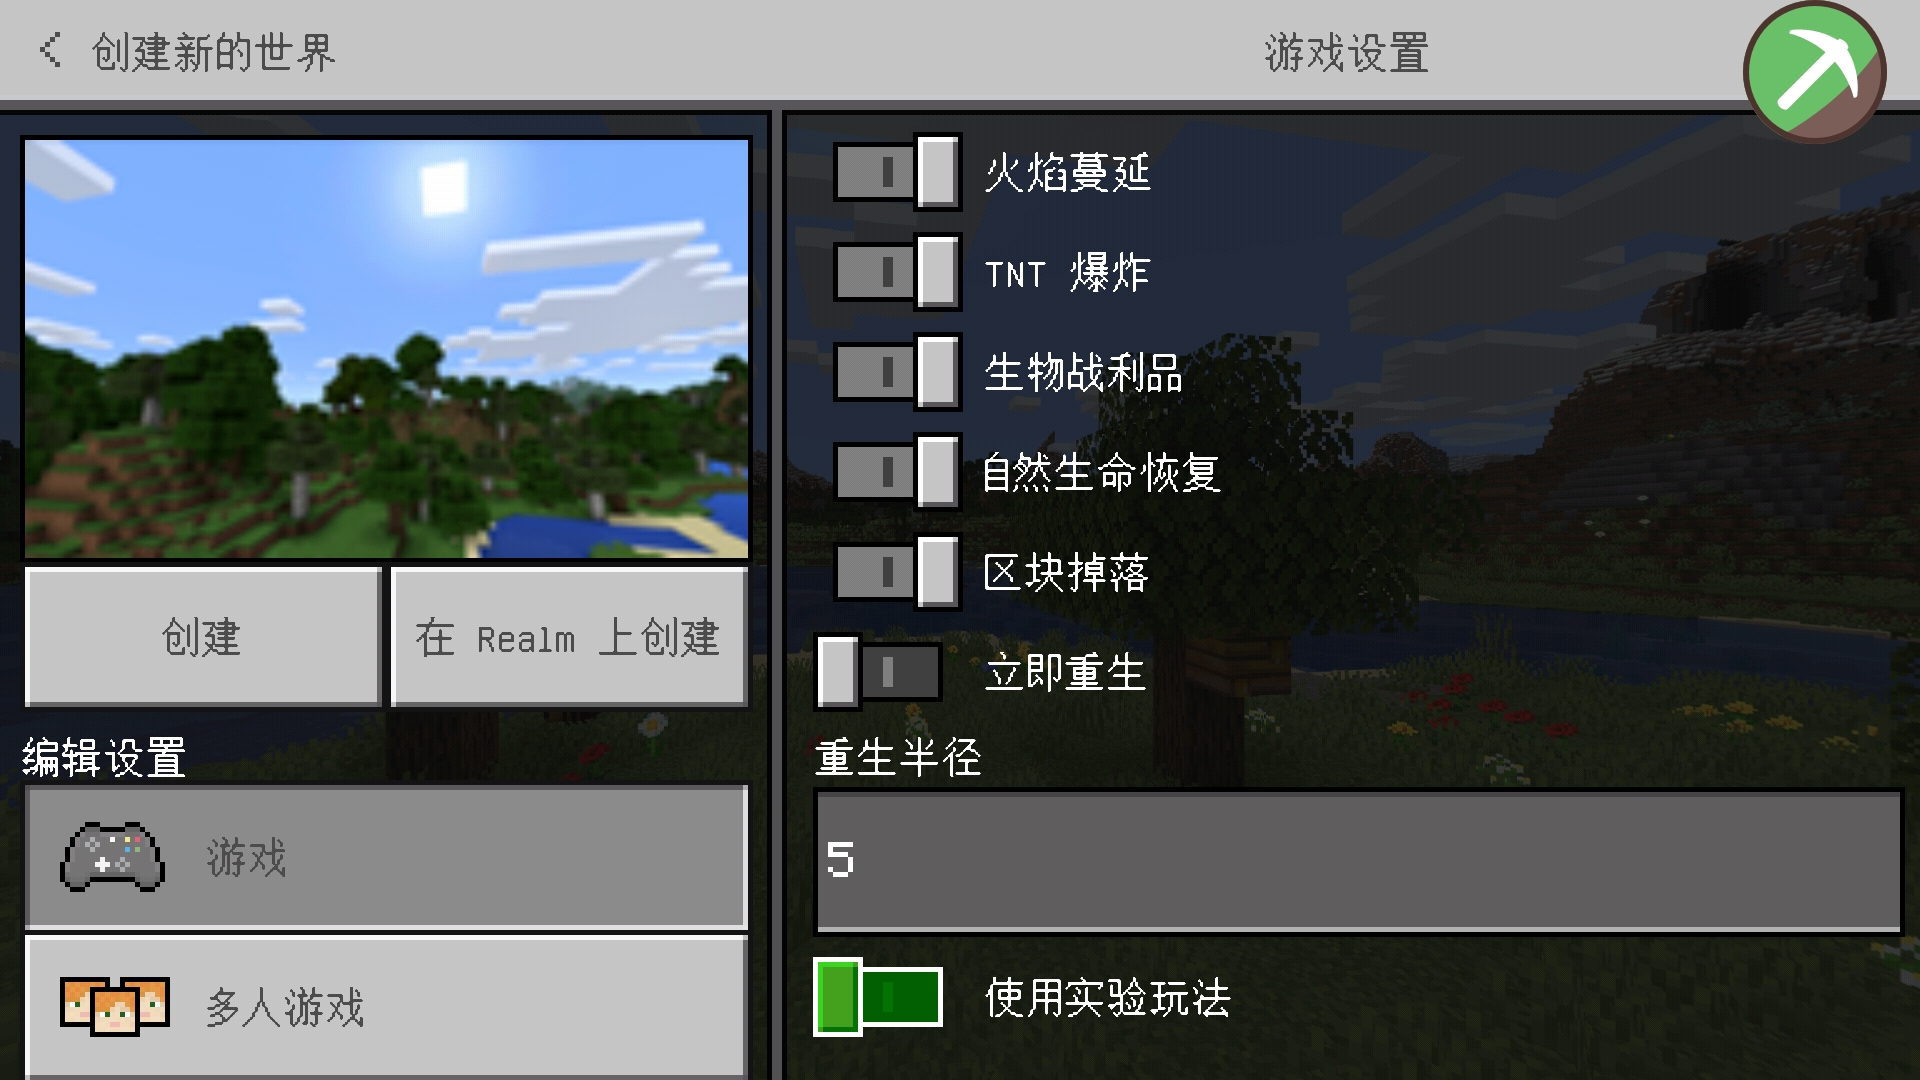 创建新的世界
游戏设置
创建
在 Realm 上创建
编辑设置
游戏
多人游戏
火焰蔓延
TNT 爆炸
生物战利品
自然生命恢复
区块掉落
立即重生
重生半径
5
使用实验玩法